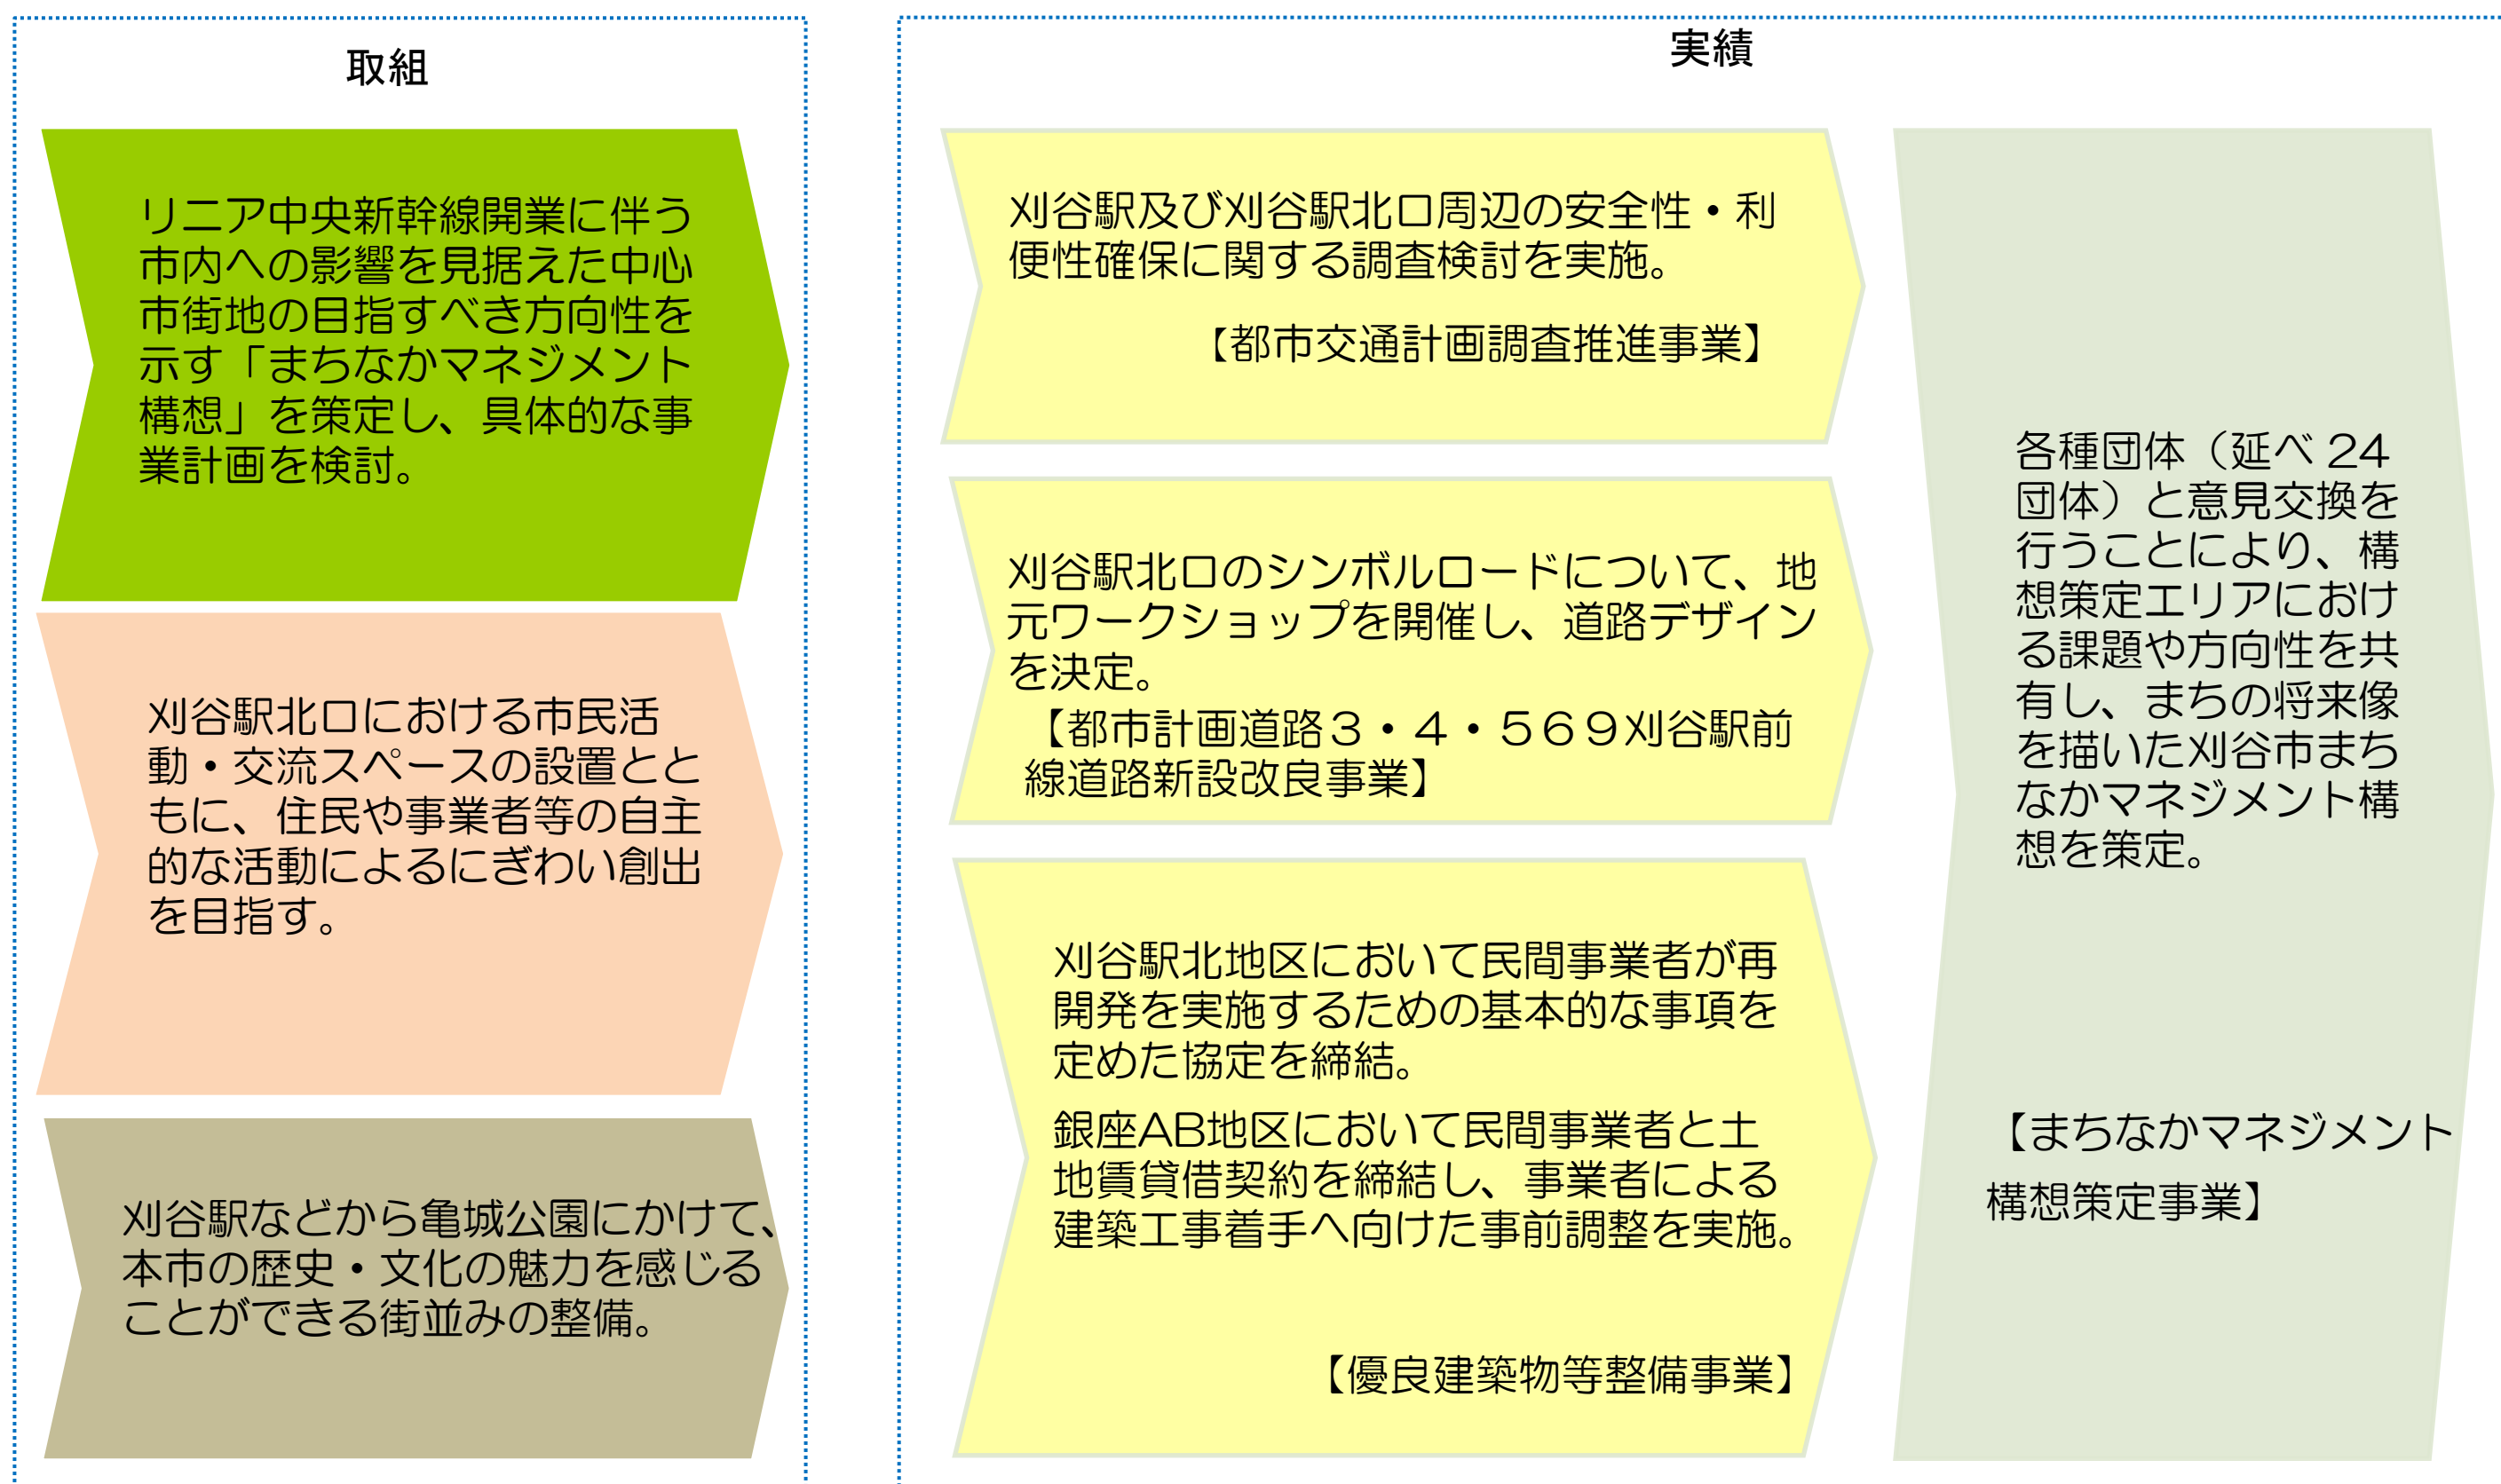 取組
リニア中央新幹線開業に伴う
市内への影響を見据えた中心
市街地の目指すべき方向性を
示す「まちなかマネジメント
構想」を策定し、具体的な事
業計画を検討。
刈谷駅北口における市民活
動・交流スペースの設置とと
もに、住民や事業者等の自主
的な活動によるにぎわい創出
を目指す。
刈谷駅などから亀城公園にかけて、
本市の歴史・文化の魅力を感じる
ことができる街並みの整備。
実績
刈谷駅及び刈谷駅北口周辺の安全性・利
便性確保に関する調査検討を実施。
【都市交通計画調査推進事業】
刈谷駅北口のシンボルロードについて、地
元ワークショップを開催し、道路デザイン
を決定。
【都市計画道路３・４・５６９刈谷駅前
線道路新設改良事業】
刈谷駅北地区において民間事業者が再
開発を実施するための基本的な事項を
定めた協定を締結。
銀座AB地区において民間事業者と土
地賃貸借契約を締結し、事業者による
建築工事着手へ向けた事前調整を実施。
【優良建築物等整備事業】
各種団体（延べ 24
団体）と意見交換を
行うことにより、構
想策定エリアにおけ
る課題や方向性を共
有し、まちの将来像
を描いた刈谷市まち
なかマネジメント構
想を策定。
【まちなかマネジメント
構想策定事業】